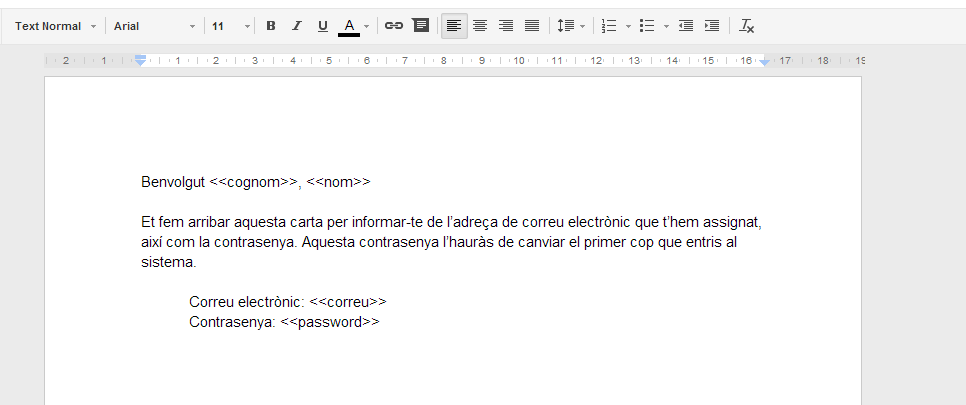 Text Normal Arial 11 B I U A
2 1 1 2 3 4 5 6 7 8 9 10 11 12 13 14 15 16 17 18 19
Benvolgut <<cognom>>, <<nom>>
Et fem arribar aquesta carta per informar-te de l'adreça de correu electrònic que t'hem assignat,
així com la contrasenya. Aquesta contrasenya l'hauràs de canviar el primer cop que entris al
sistema.
Correu electrònic: <<correu>>
Contrasenya: <<password>>